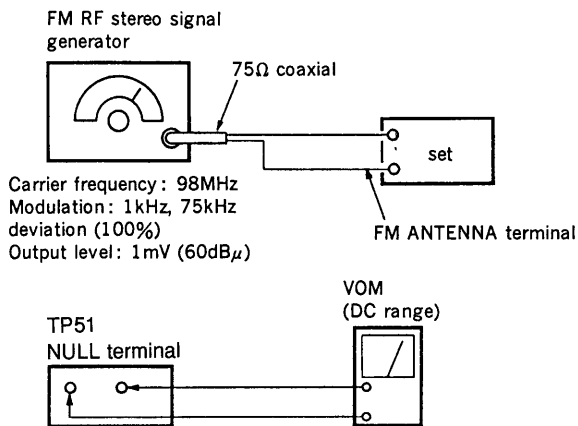 FM RF stereo signal
generator
75Ω coaxial
set
Carrier frequency: 98MHz
Modulation: 1kHz, 75kHz
deviation (100%)
Output level: 1mV (60dBμ)
FM ANTENNA terminal
VOM
(DC range)
TP51
NULL terminal